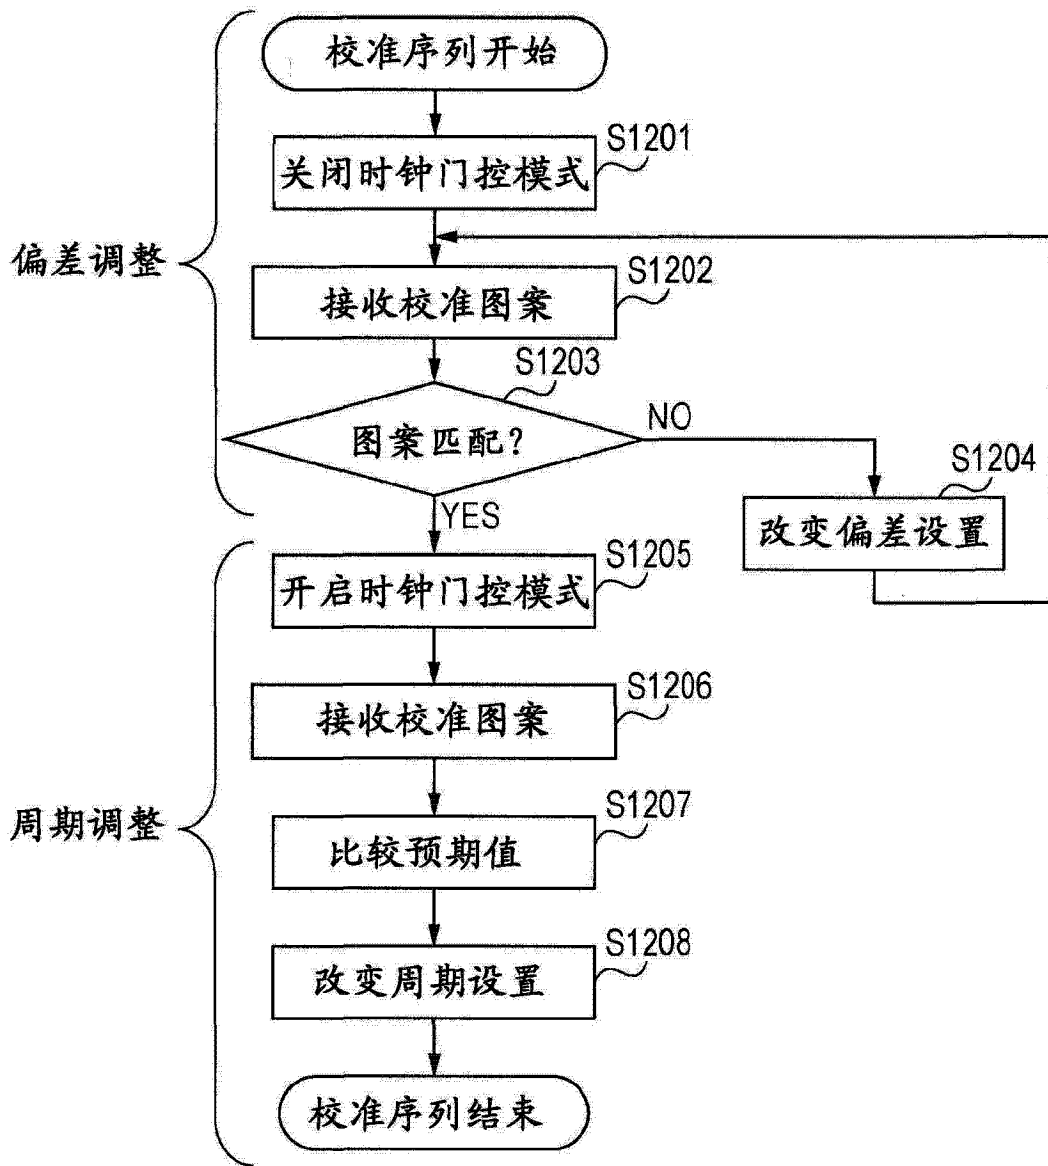 校准序列开始
S1201
关闭时钟门控模式
偏差调整
S1202
接收校准图案
S1203
图案匹配？
NO
S1204
改变偏差设置
YES
S1205
开启时钟门控模式
S1206
接收校准图案
周期调整
S1207
比较预期值
S1208
改变周期设置
校准序列结束